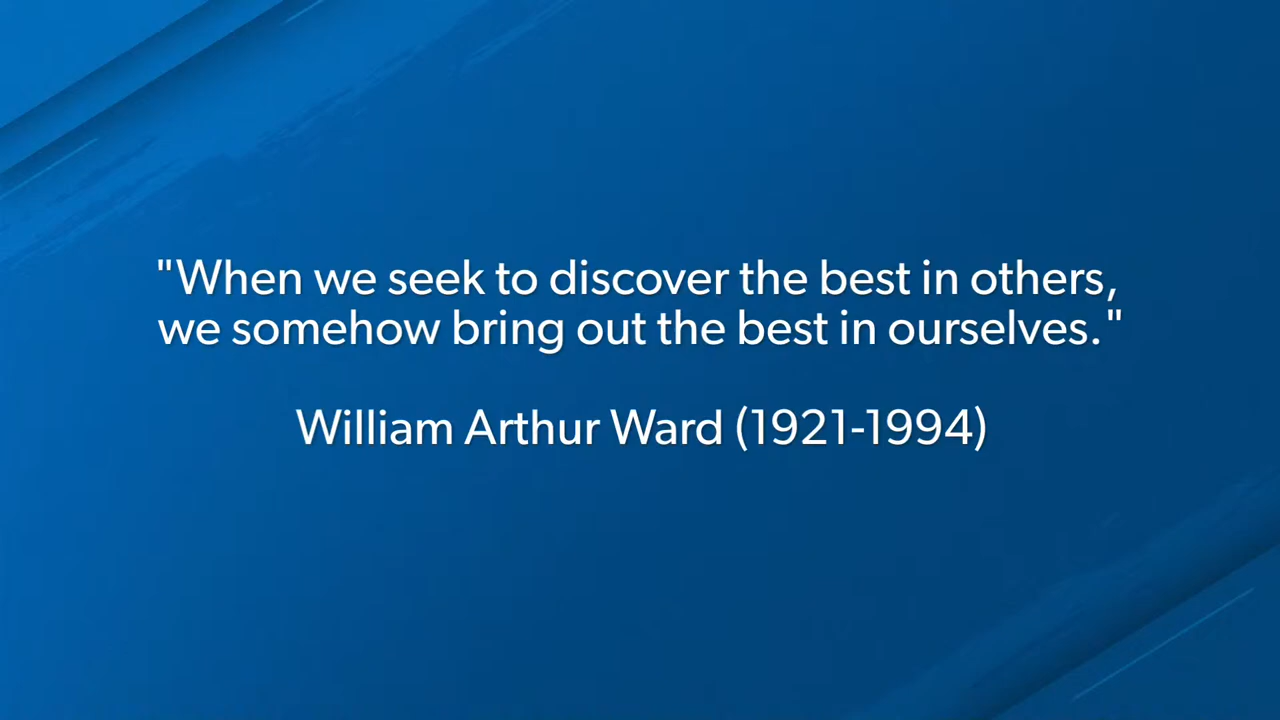 "When we seek to discover the best in others,
we somehow bring out the best in ourselves."
William Arthur Ward (1921-1994)